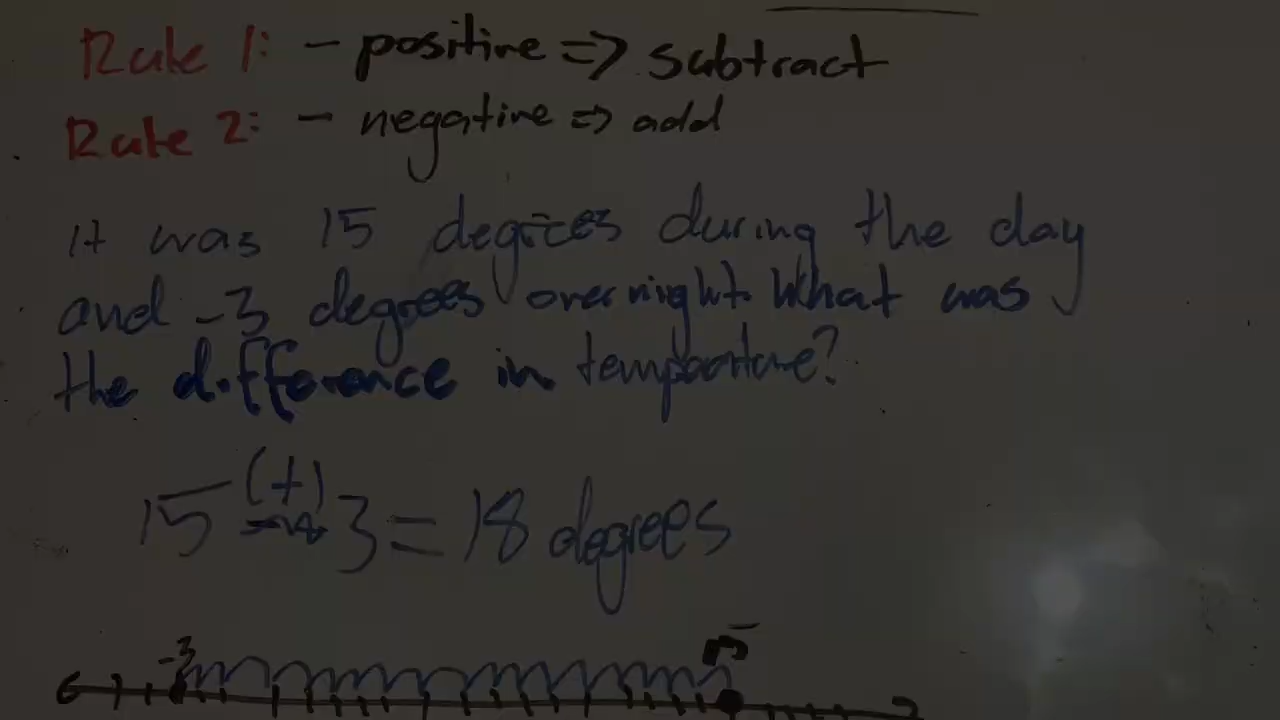 Rule 1: - positive => subtract
Rule 2: - negative => add
it was 15 degrees during the day
and -3 degrees overnight. What was
the difference in temperature?
15 (+) 3 = 18 degrees
-3 15